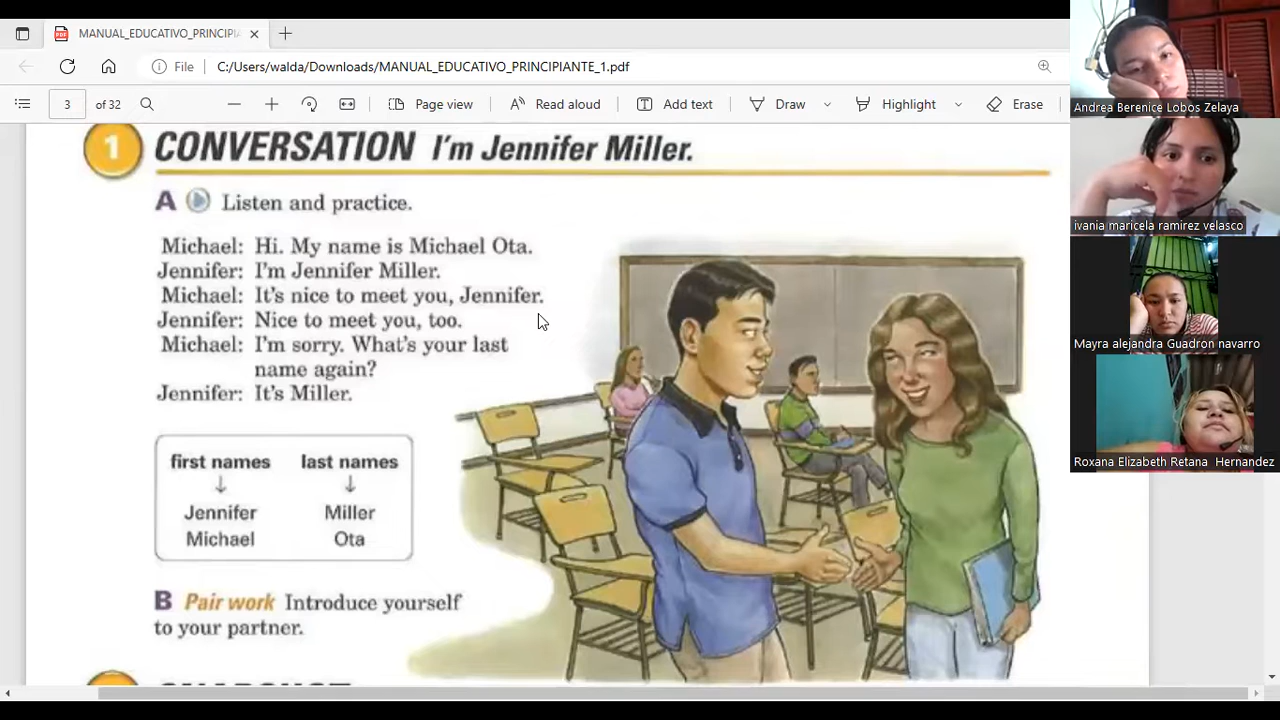 MANUAL_EDUCATIVO_PRINCIPIA
File C:/Users/walda/Downloads/MANUAL_EDUCATIVO_PRINCIPIANTE_1.pdf
3 of 32 Page view Read aloud Add text Draw Highlight Erase
1 CONVERSATION I'm Jennifer Miller.
A Listen and practice.
Michael: Hi. My name is Michael Ota.
Jennifer: I'm Jennifer Miller.
Michael: It's nice to meet you, Jennifer.
Jennifer: Nice to meet you, too.
Michael: I'm sorry. What's your last
name again?
Jennifer: It's Miller.
first names last names
Jennifer Miller
Michael Ota
B Pair work Introduce yourself
to your partner.
Andrea Berenice Lobos Zelaya
ivania maricela ramirez velasco
Mayra alejandra Guadron navarro
Roxana Elizabeth Retana Hernandez